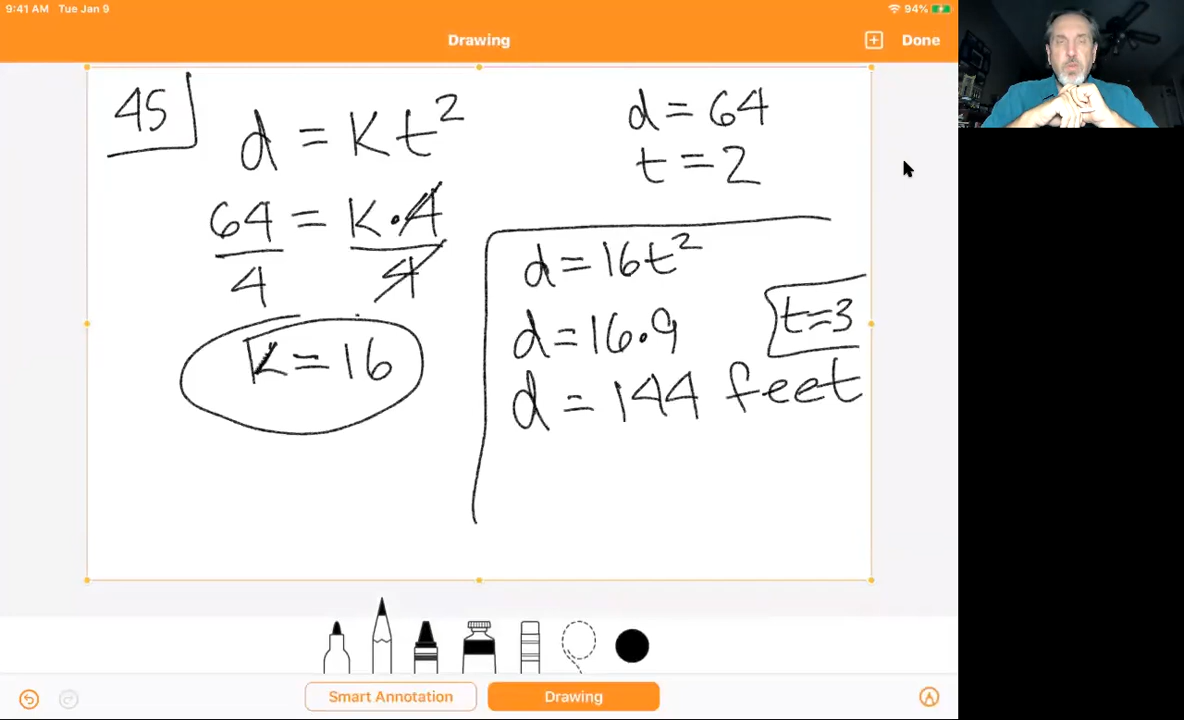 9:41 AM Tue Jan 9
94%
Drawing
Done
45
d = Kt²
64 = K·4
4 4
K = 16
d = 64
t = 2
d = 16t²
d = 16·9
t = 3
d = 144 feet
Smart Annotation
Drawing